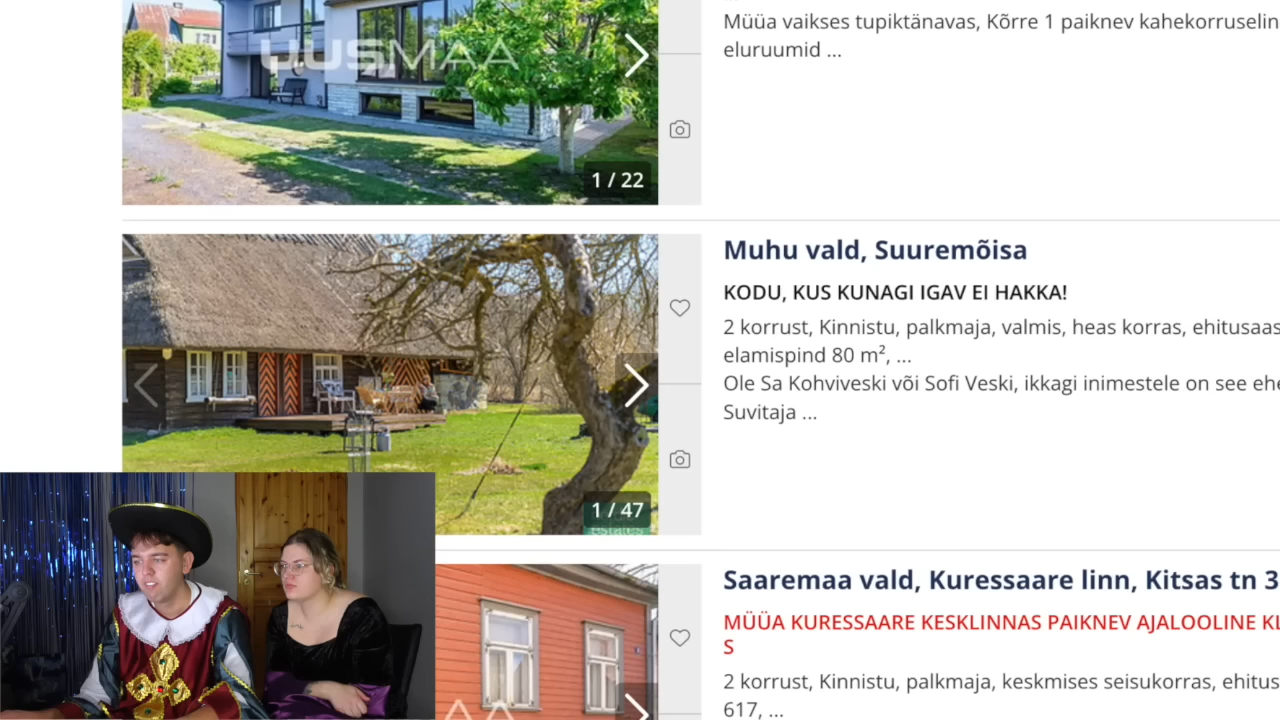 Müüa vaikses tupiktänavas, Kõrre 1 paiknev kahekorruselin
eluruumid ...
UUSMAA
1 / 22
Muhu vald, Suuremõisa
KODU, KUS KUNAGI IGAV EI HAKKA!
2 korrust, Kinnistu, palkmaja, valmis, heas korras, ehitusaas
elamispind 80 m², ...
Ole Sa Kohviveski või Sofi Veski, ikkagi inimestele on see ehe
Suvitaja ...
1 / 47
Saaremaa vald, Kuressaare linn, Kitsas tn 3
MÜÜA KURESSAARE KESKLINNAS PAIKNEV AJALOOLINE KL
S
2 korrust, Kinnistu, palkmaja, keskmises seisukorras, ehitus
617, ...